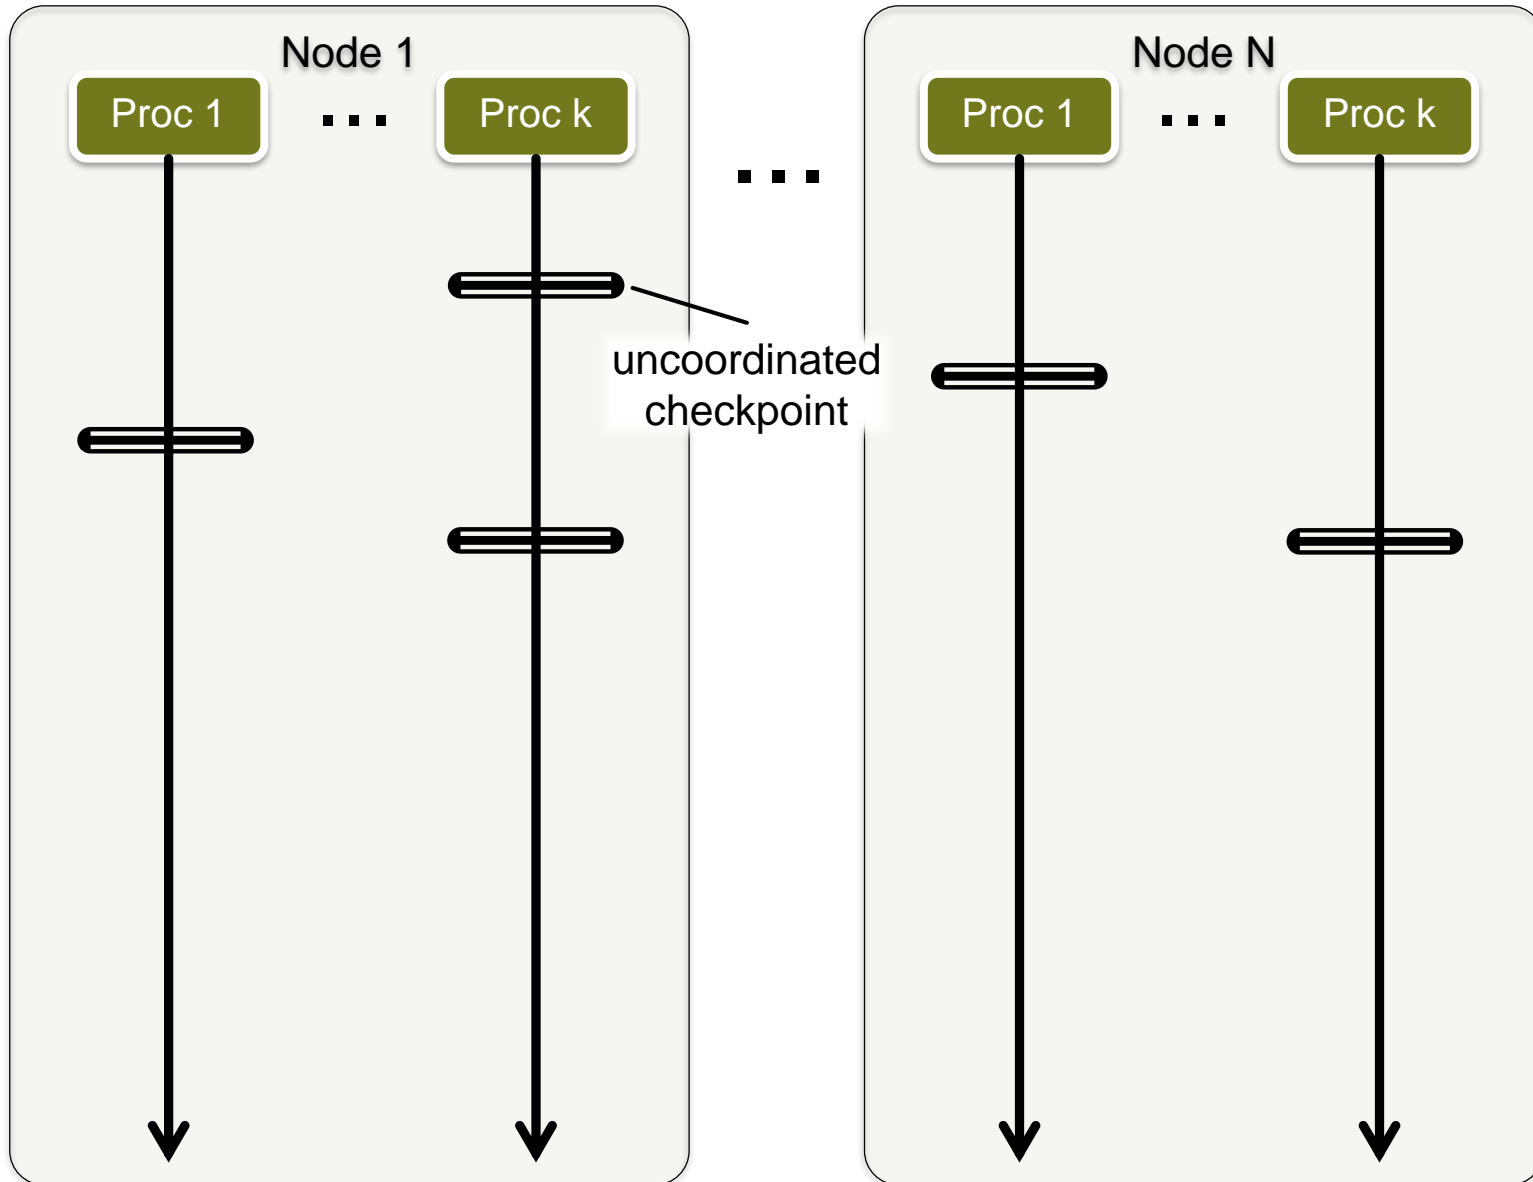 Node 1
Proc 1
...
Proc k
...
Node N
Proc 1
...
Proc k
uncoordinated
checkpoint